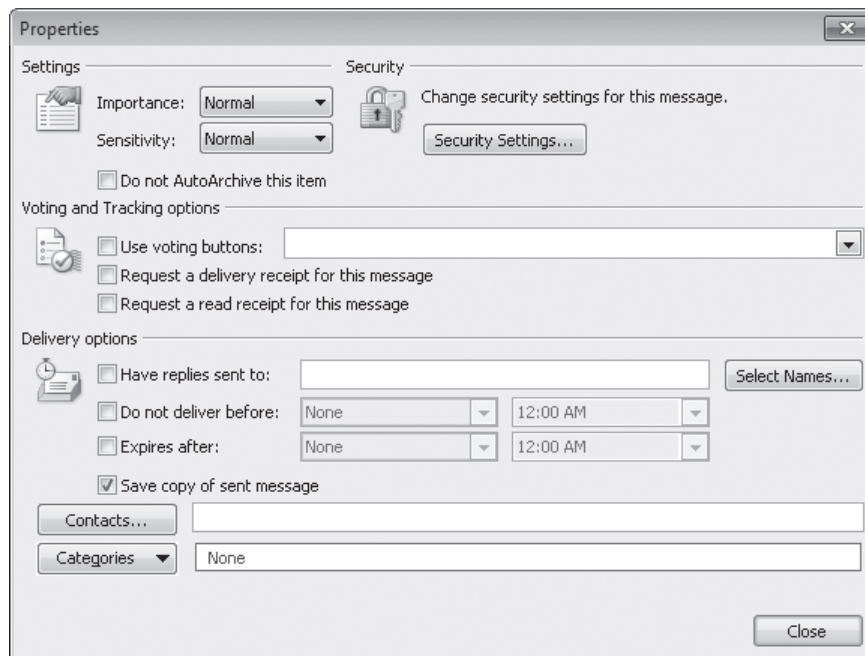 Properties
Settings
Security
Importance: Normal
Change security settings for this message.
Sensitivity: Normal
Security Settings...
Do not AutoArchive this item
Voting and Tracking options
Use voting buttons:
Request a delivery receipt for this message
Request a read receipt for this message
Delivery options
Have replies sent to:
Select Names...
Do not deliver before: None 12:00 AM
Expires after: None 12:00 AM
Save copy of sent message
Contacts...
Categories None
Close